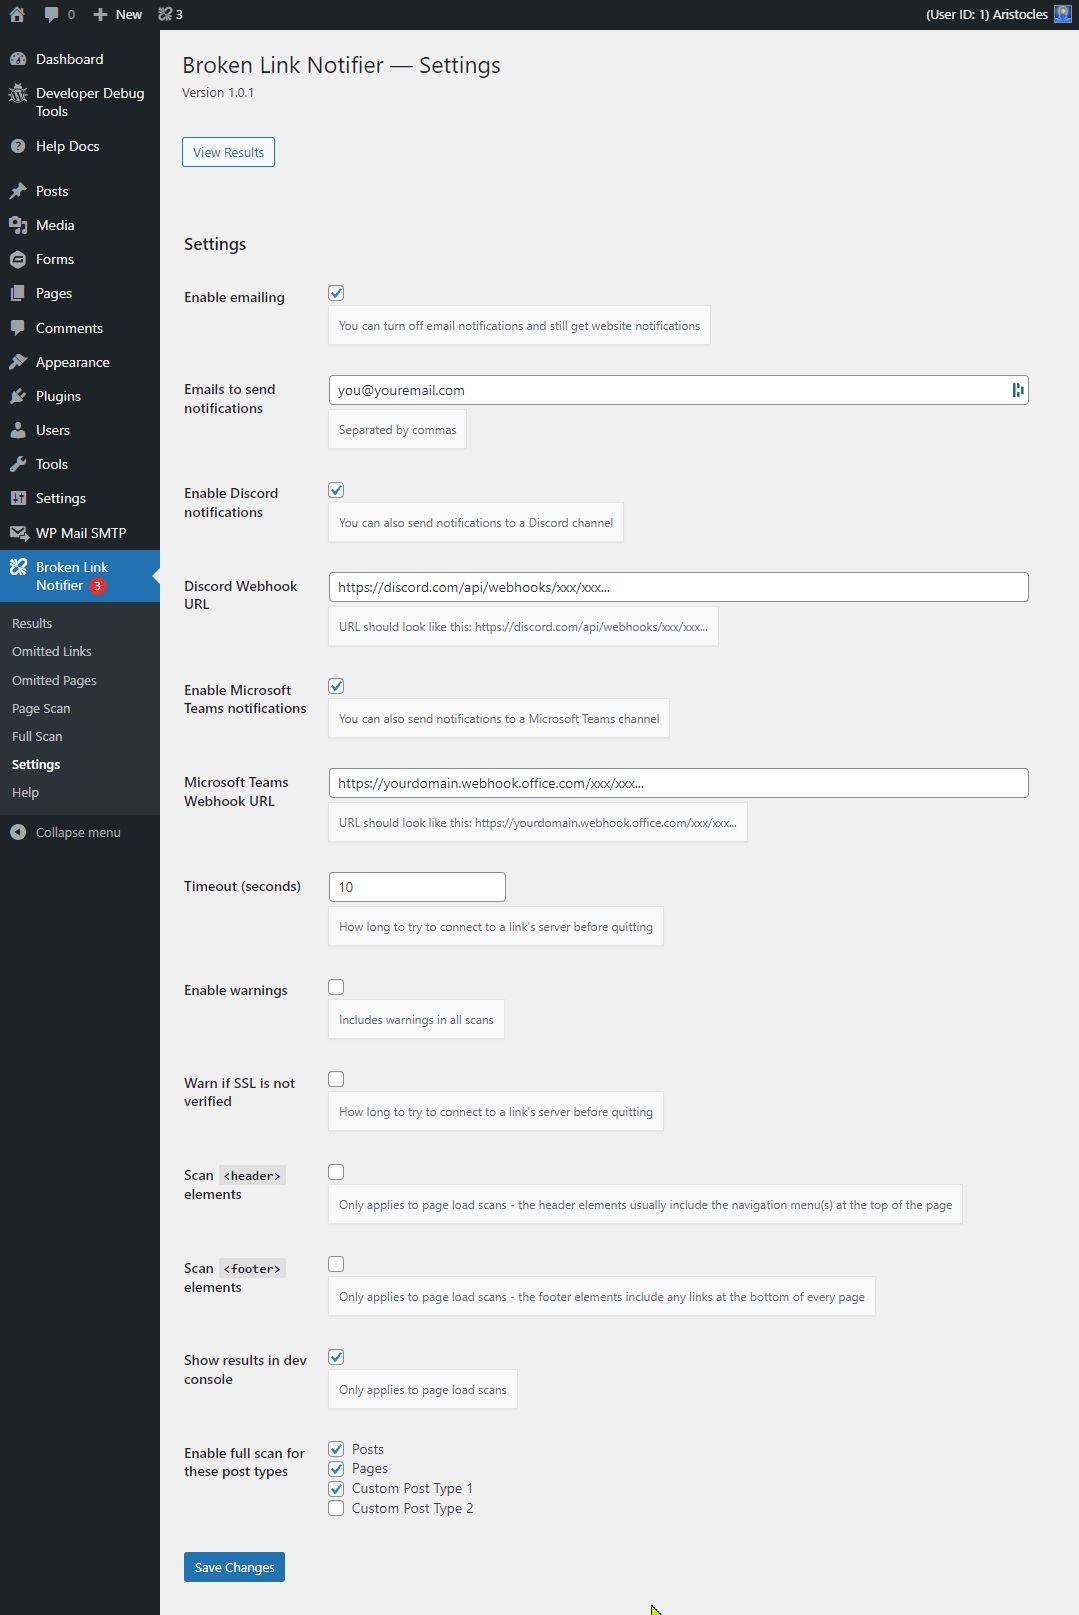 0 New 3 (User ID: 1) Aristocles
Dashboard
Developer Debug
Tools
Help Docs
Posts
Media
Forms
Pages
Comments
Appearance
Plugins
Users
Tools
Settings
WP Mail SMTP
Broken Link
Notifier 3
Results
Omitted Links
Omitted Pages
Page Scan
Full Scan
Settings
Help
Collapse menu
Broken Link Notifier — Settings
Version 1.0.1
View Results
Settings
Enable emailing
You can turn off email notifications and still get website notifications
Emails to send
notifications
you@youremail.com
Separated by commas
Enable Discord
notifications
You can also send notifications to a Discord channel
Discord Webhook
URL
https://discord.com/api/webhooks/xxx/xxx...
URL should look like this: https://discord.com/api/webhooks/xxx/xxx...
Enable Microsoft
Teams notifications
You can also send notifications to a Microsoft Teams channel
Microsoft Teams
Webhook URL
https://yourdomain.webhook.office.com/xxx/xxx...
URL should look like this: https://yourdomain.webhook.office.com/xxx/xxx...
Timeout (seconds)
10
How long to try to connect to a link's server before quitting
Enable warnings
Includes warnings in all scans
Warn if SSL is not
verified
How long to try to connect to a link's server before quitting
Scan <header>
elements
Only applies to page load scans - the header elements usually include the navigation menu(s) at the top of the page
Scan <footer>
elements
Only applies to page load scans - the footer elements include any links at the bottom of every page
Show results in dev
console
Only applies to page load scans
Enable full scan for
these post types
Posts
Pages
Custom Post Type 1
Custom Post Type 2
Save Changes